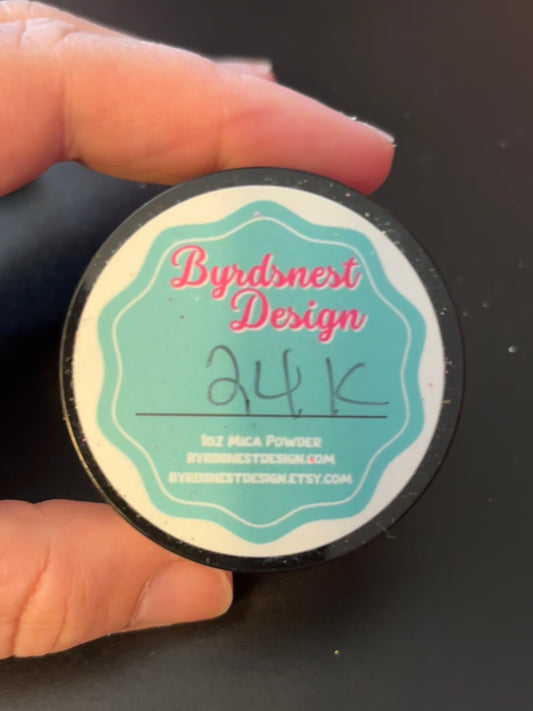 Byrdsnest
Design
24K
1oz Mica Powder
byrdsnestdesign.com
byrdsnestdesign.etsy.com